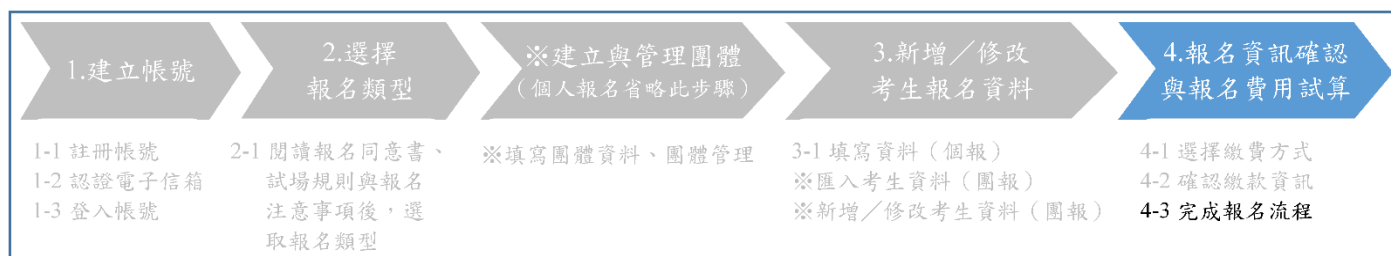 1.建立帳號
2.選擇
報名類型
※建立與管理團體
（個人報名省略此步驟）
3.新增／修改
考生報名資料
4.報名資訊確認
與報名費用試算
1-1 註冊帳號
1-2 認證電子信箱
1-3 登入帳號
2-1 閱讀報名同意書、
試場規則與報名
注意事項後，選
取報名類型
※填寫團體資料、團體管理
3-1 填寫資料（個報）
※匯入考生資料（團報）
※新增／修改考生資料（團報）
4-1 選擇繳費方式
4-2 確認繳款資訊
4-3 完成報名流程